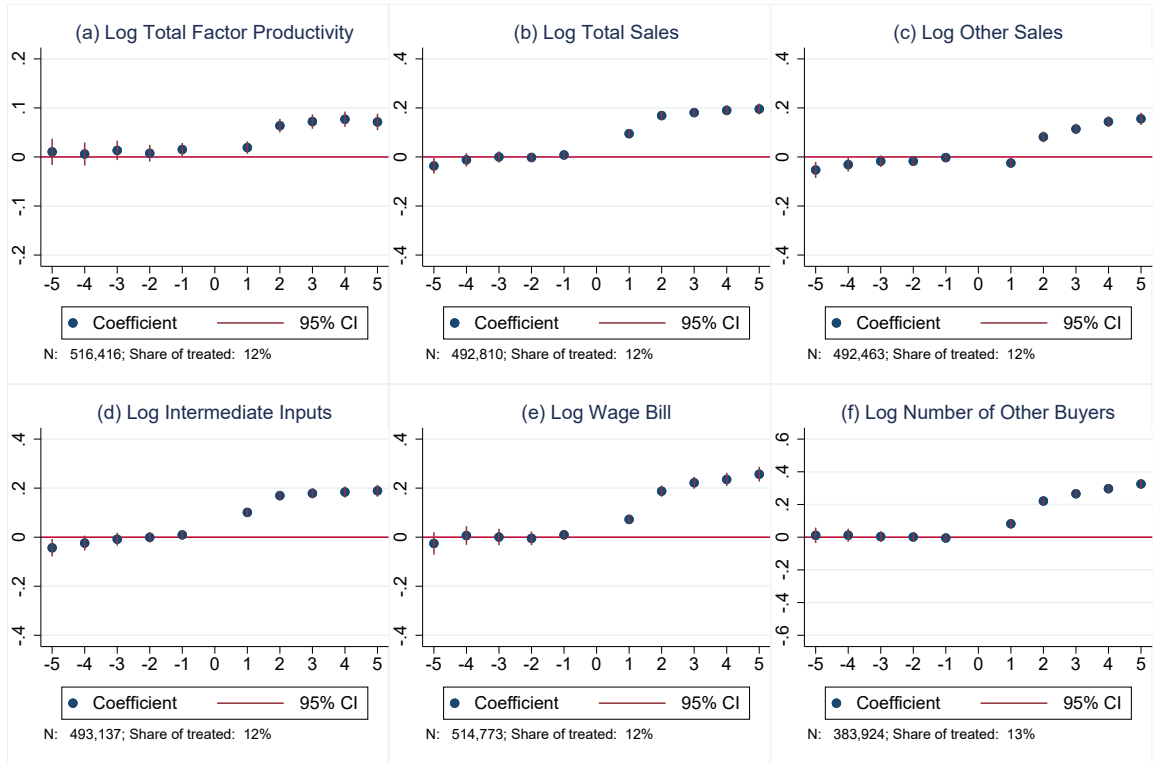 (a) Log Total Factor Productivity
.2
.1
0
-.1
-.2
-5 -4 -3 -2 -1 0 1 2 3 4 5
Coefficient 95% CI
N: 516,416; Share of treated: 12%
(b) Log Total Sales
.4
.2
0
-.2
-.4
-5 -4 -3 -2 -1 0 1 2 3 4 5
Coefficient 95% CI
N: 492,810; Share of treated: 12%
(c) Log Other Sales
.4
.2
0
-.2
-.4
-5 -4 -3 -2 -1 0 1 2 3 4 5
Coefficient 95% CI
N: 492,463; Share of treated: 12%
(d) Log Intermediate Inputs
.4
.2
0
-.2
-.4
-5 -4 -3 -2 -1 0 1 2 3 4 5
Coefficient 95% CI
N: 493,137; Share of treated: 12%
(e) Log Wage Bill
.4
.2
0
-.2
-.4
-5 -4 -3 -2 -1 0 1 2 3 4 5
Coefficient 95% CI
N: 514,773; Share of treated: 12%
(f) Log Number of Other Buyers
.6
.4
.2
0
-.2
-.4
-.6
-5 -4 -3 -2 -1 0 1 2 3 4 5
Coefficient 95% CI
N: 383,924; Share of treated: 13%